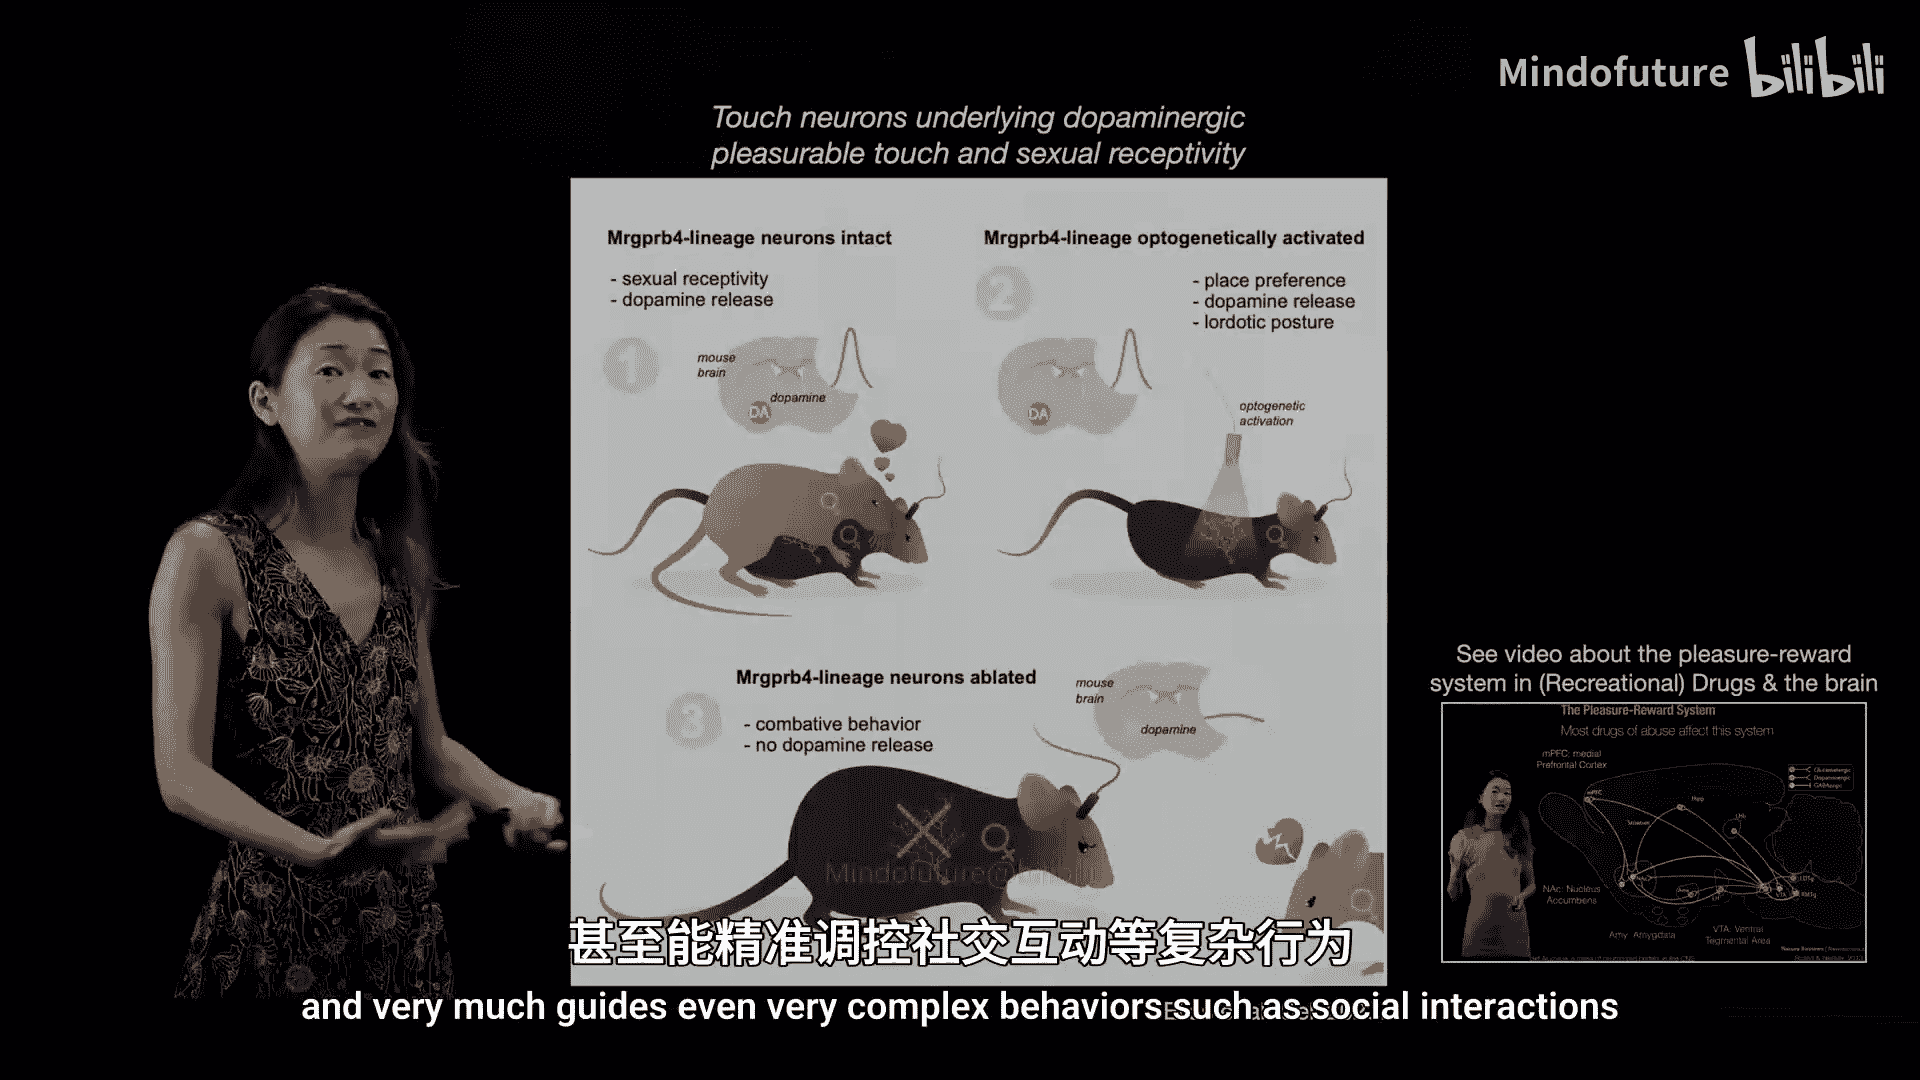 Mindofuture bilibili
Touch neurons underlying dopaminergic
pleasurable touch and sexual receptivity
Mrgprb4-lineage neurons intact
- sexual receptivity
- dopamine release
1
mouse
brain
dopamine
DA
Mrgprb4-lineage optogenetically activated
2
- place preference
- dopamine release
- lordotic posture
DA
optogenetic
activation
Mrgprb4-lineage neurons ablated
3
- combative behavior
- no dopamine release
mouse
brain
dopamine
Mindofuture@bilibili
See video about the pleasure-reward
system in (Recreational) Drugs & the brain
The Pleasure-Reward System
Most drugs of abuse affect this system
mPFC: medial
Prefrontal Cortex
Glutamatergic
Dopaminergic
GABAergic
mPFC
NAc: Nucleus
Accumbens
Amy: Amygdala
VTA: Ventral
Tegmental Area
甚至能精准调控社交互动等复杂行为
and very much guides even very complex behaviors such as social interactions